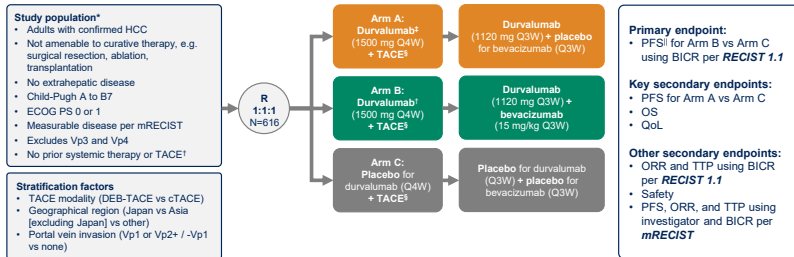 Study population*
• Adults with confirmed HCC
• Not amenable to curative therapy, e.g.
surgical resection, ablation,
transplantation
• No extrahepatic disease
• Child-Pugh A to B7
• ECOG PS 0 or 1
• Measurable disease per mRECIST
• Excludes Vp3 and Vp4
• No prior systemic therapy or TACE†
Stratification factors
• TACE modality (DEB-TACE vs cTACE)
• Geographical region (Japan vs Asia
[excluding Japan] vs other)
• Portal vein invasion (Vp1 or Vp2+ / -Vp1
vs none)
R
1:1:1
N=616
Arm A:
Durvalumab‡
(1500 mg Q4W)
+ TACE§
Durvalumab
(1120 mg Q3W) + placebo
for bevacizumab (Q3W)
Arm B:
Durvalumab†
(1500 mg Q4W)
+ TACE§
Durvalumab
(1120 mg Q3W) +
bevacizumab
(15 mg/kg Q3W)
Arm C:
Placebo for
durvalumab (Q4W)
+ TACE§
Placebo for durvalumab
(Q3W) + placebo for
bevacizumab (Q3W)
Primary endpoint:
• PFS|| for Arm B vs Arm C
using BICR per RECIST 1.1
Key secondary endpoints:
• PFS for Arm A vs Arm C
• OS
• QoL
Other secondary endpoints:
• ORR and TTP using BICR
per RECIST 1.1
• Safety
• PFS, ORR, and TTP using
investigator and BICR per
mRECIST